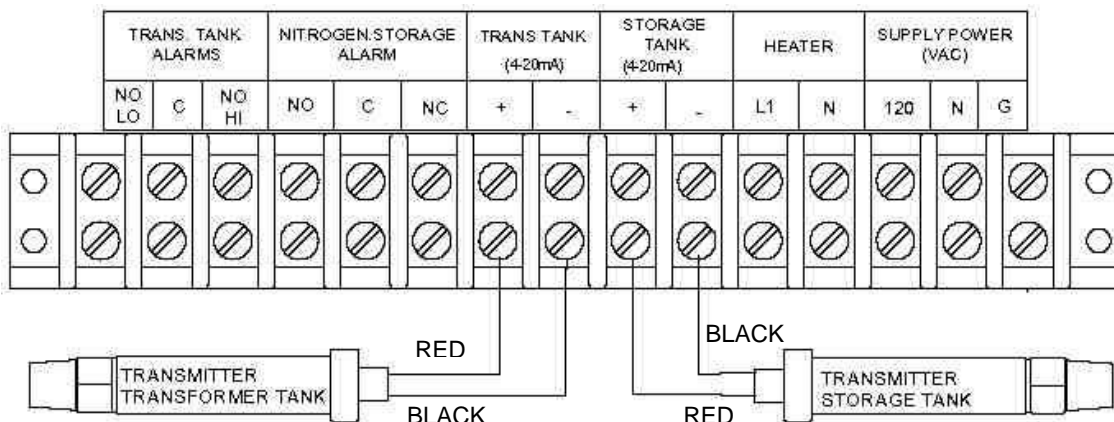 TRANS. TANK
ALARMS
NITROGEN.STORAGE
ALARM
TRANS TANK
(4-20mA)
STORAGE
TANK
(4-20mA)
HEATER
SUPPLY POWER
(VAC)
NO
LO
C
NO
HI
NO
C
NC
+
-
+
-
L1
N
120
N
G
RED
BLACK
BLACK
RED
TRANSMITTER
TRANSFORMER TANK
TRANSMITTER
STORAGE TANK